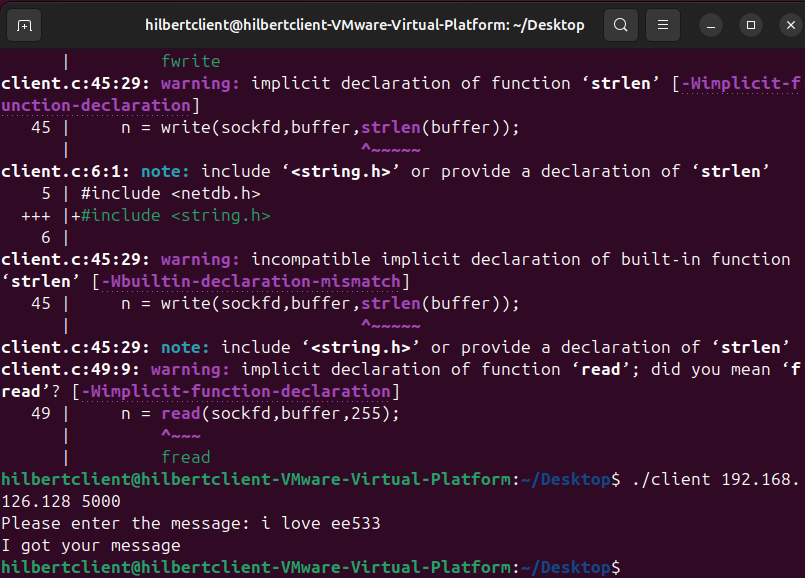 hilbertclient@hilbertclient-VMware-Virtual-Platform: ~/Desktop
|         fwrite
client.c:45:29: warning: implicit declaration of function ‘strlen’ [-Wimplicit-f
unction-declaration]
   45 |     n = write(sockfd,buffer,strlen(buffer));
      |                             ^~~~~~
client.c:6:1: note: include ‘<string.h>’ or provide a declaration of ‘strlen’
    5 | #include <netdb.h>
  +++ |+#include <string.h>
    6 |
client.c:45:29: warning: incompatible implicit declaration of built-in function
‘strlen’ [-Wbuiltin-declaration-mismatch]
   45 |     n = write(sockfd,buffer,strlen(buffer));
      |                             ^~~~~~
client.c:45:29: note: include ‘<string.h>’ or provide a declaration of ‘strlen’
client.c:49:9: warning: implicit declaration of function ‘read’; did you mean ‘f
read’? [-Wimplicit-function-declaration]
   49 |     n = read(sockfd,buffer,255);
      |         ^~~~
      |         fread
hilbertclient@hilbertclient-VMware-Virtual-Platform:~/Desktop$ ./client 192.168.
126.128 5000
Please enter the message: i love ee533
I got your message
hilbertclient@hilbertclient-VMware-Virtual-Platform:~/Desktop$